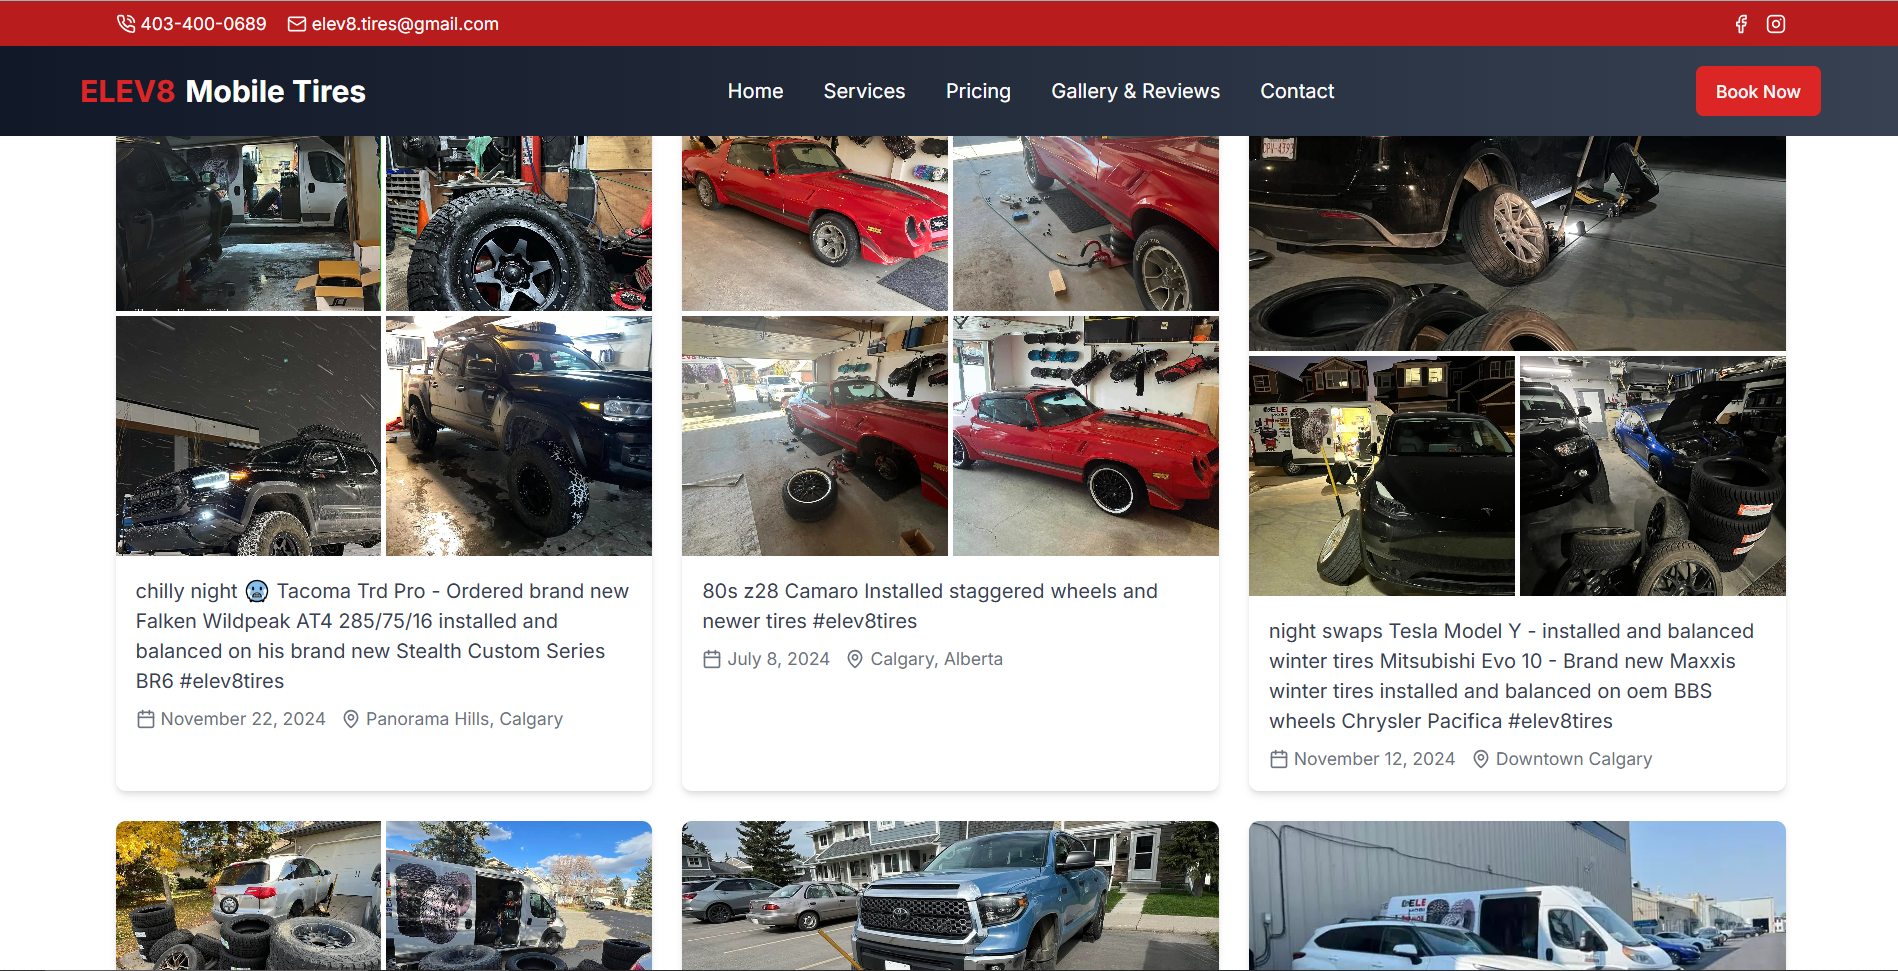 403-400-0689 elev8.tires@gmail.com
ELEV8 Mobile Tires
Home Services Pricing Gallery & Reviews Contact
Book Now
chilly night 🥶 Tacoma Trd Pro - Ordered brand new
Falken Wildpeak AT4 285/75/16 installed and
balanced on his brand new Stealth Custom Series
BR6 #elev8tires
November 22, 2024 Panorama Hills, Calgary
80s z28 Camaro Installed staggered wheels and
newer tires #elev8tires
July 8, 2024 Calgary, Alberta
night swaps Tesla Model Y - installed and balanced
winter tires Mitsubishi Evo 10 - Brand new Maxxis
winter tires installed and balanced on oem BBS
wheels Chrysler Pacifica #elev8tires
November 12, 2024 Downtown Calgary